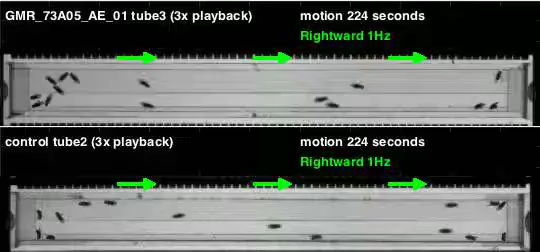 GMR_73A05_AE_01 tube3 (3x playback)
motion 224 seconds
Rightward 1Hz
control tube2 (3x playback)
motion 224 seconds
Rightward 1Hz